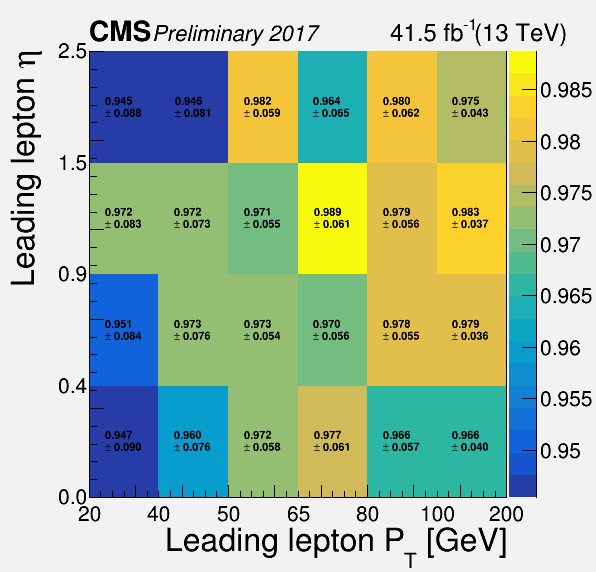 CMS Preliminary 2017 41.5 fb⁻¹(13 TeV)
Leading lepton η
2.5
1.5
0.9
0.4
0.0
0.945 0.946 0.982 0.964 0.980 0.975
± 0.088 ± 0.081 ± 0.059 ± 0.065 ± 0.062 ± 0.043
0.972 0.972 0.971 0.989 0.979 0.983
± 0.083 ± 0.073 ± 0.055 ± 0.061 ± 0.056 ± 0.037
0.951 0.973 0.973 0.970 0.978 0.979
± 0.084 ± 0.076 ± 0.054 ± 0.056 ± 0.055 ± 0.036
0.947 0.960 0.972 0.977 0.966 0.966
± 0.090 ± 0.076 ± 0.058 ± 0.061 ± 0.057 ± 0.040
20 40 50 65 80 100 200
Leading lepton P_T [GeV]
0.985
0.98
0.975
0.97
0.965
0.96
0.955
0.95